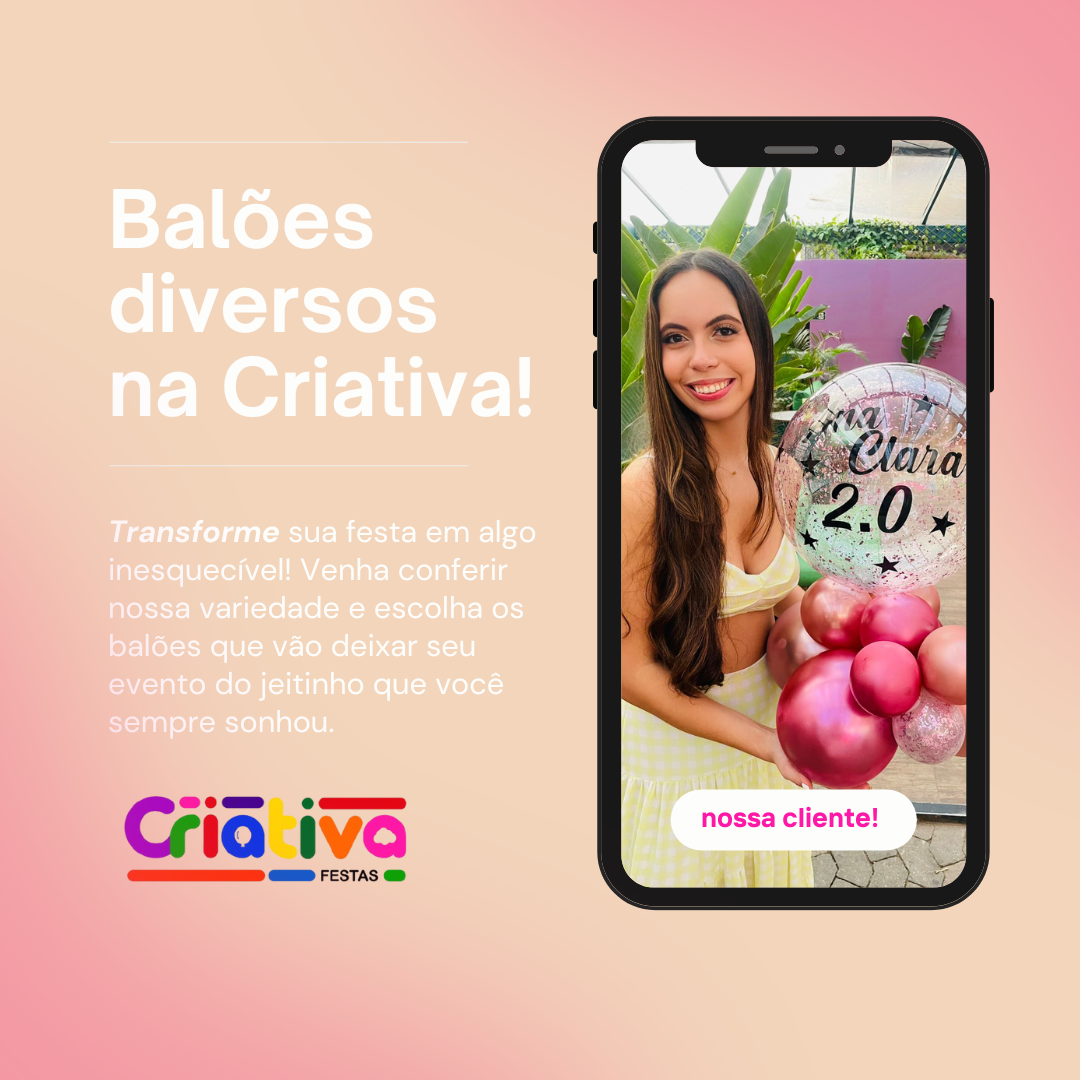 Balões
diversos
na Criativa!
Transforme sua festa em algo
inesquecível! Venha conferir
nossa variedade e escolha os
balões que vão deixar seu
evento do jeitinho que você
sempre sonhou.
Criativa
FESTAS
Clara
2.0
nossa cliente!